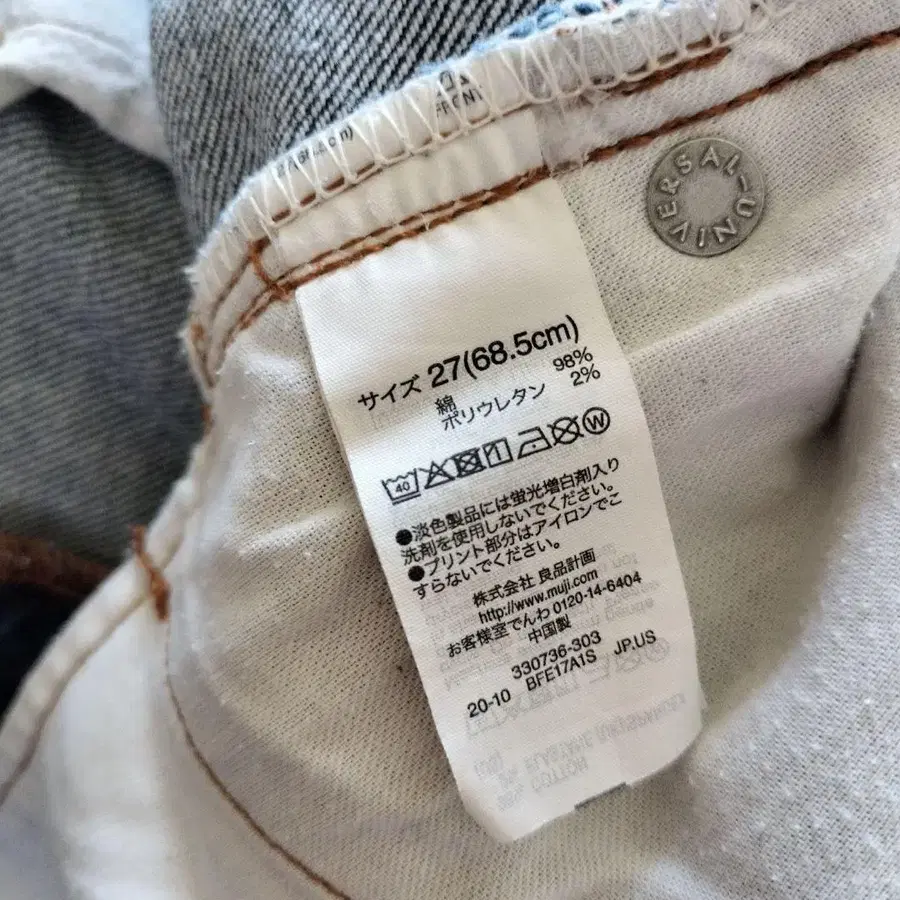 FRONT
UNIVERSAL
サイズ 27(68.5cm)
綿 98%
ポリウレタン 2%
40
W
●淡色製品には蛍光増白剤入り
洗剤を使用しないでください。
●プリント部分はアイロンでこ
すらないでください。
株式会社 良品計画
http://www.muji.com
お客様室でんわ 0120-14-6404
中国製
330736-303
20-10 BFE17A1S JP.US
COTTON